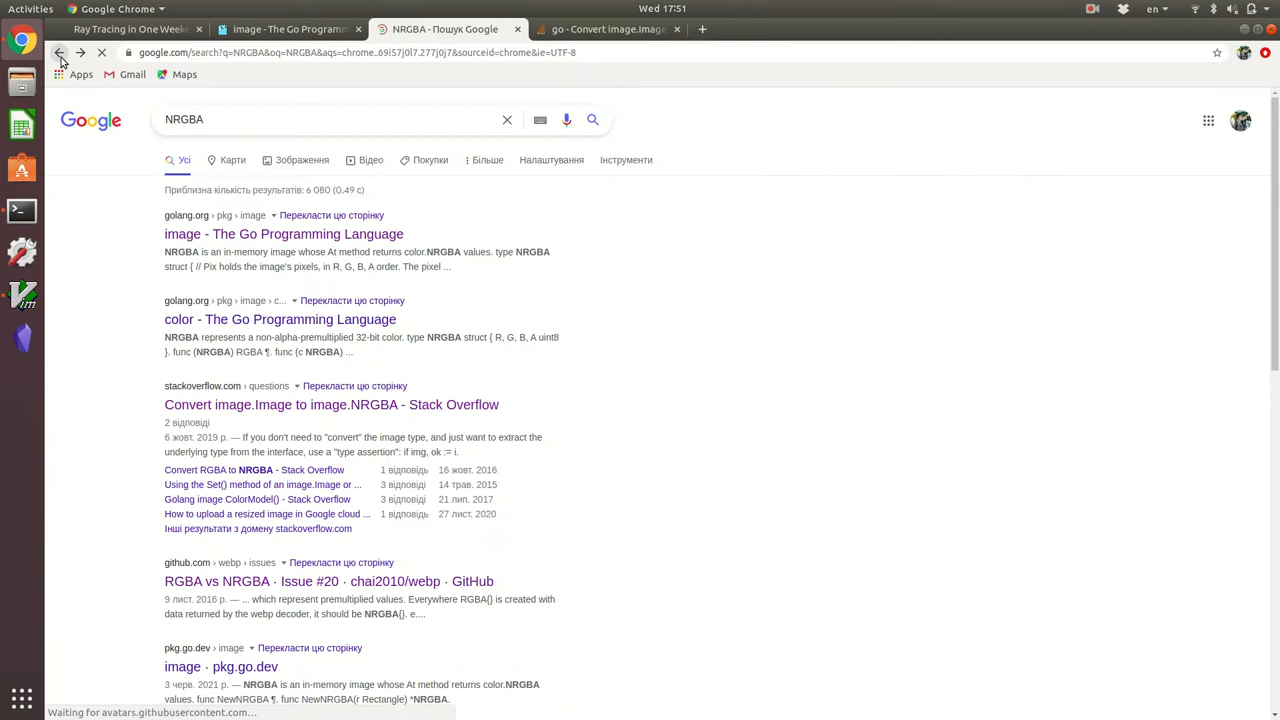 Activities
Google Chrome
Wed 17:51
en
Ray Tracing in One Week
image - The Go Programm
NRGBA - Пошук Google
go - Convert image.Image
google.com/search?q=NRGBA&oq=NRGBA&aqs=chrome..69i57j0l7.277j0j7&sourceid=chrome&ie=UTF-8
Apps
Gmail
Maps
Google
NRGBA
Усі
Карти
Зображення
Відео
Покупки
Більше
Налаштування
Інструменти
Приблизна кількість результатів: 6 080 (0,49 с)
golang.org › pkg › image
Перекласти цю сторінку
image - The Go Programming Language
NRGBA is an in-memory image whose At method returns color.NRGBA values. type NRGBA
struct { // Pix holds the image's pixels, in R, G, B, A order. The pixel ...
golang.org › pkg › image › c...
Перекласти цю сторінку
color - The Go Programming Language
NRGBA represents a non-alpha-premultiplied 32-bit color. type NRGBA struct { R, G, B, A uint8
}. func (NRGBA) RGBA ¶. func (c NRGBA) ...
stackoverflow.com › questions
Перекласти цю сторінку
Convert image.Image to image.NRGBA - Stack Overflow
2 відповіді
6 жовт. 2019 р. — If you don't need to "convert" the image type, and just want to extract the
underlying type from the interface, use a "type assertion": if img, ok := i.
Convert RGBA to NRGBA - Stack Overflow 1 відповідь 16 жовт. 2016
Using the Set() method of an image.Image or ... 3 відповіді 14 трав. 2015
Golang image ColorModel() - Stack Overflow 3 відповіді 21 лип. 2017
How to upload a resized image in Google cloud ... 1 відповідь 27 лист. 2020
Інші результати з домену stackoverflow.com
github.com › webp › issues
Перекласти цю сторінку
RGBA vs NRGBA · Issue #20 · chai2010/webp · GitHub
9 лист. 2016 р. — ... which represent premultiplied values. Everywhere RGBA{} is created with
data returned by the webp decoder, it should be NRGBA{}. e....
pkg.go.dev › image
Перекласти цю сторінку
image · pkg.go.dev
3 черв. 2021 р. — NRGBA is an in-memory image whose At method returns color.NRGBA
values. func NewNRGBA ¶. func NewNRGBA(r Rectangle) *NRGBA.
Waiting for avatars.githubusercontent.com...